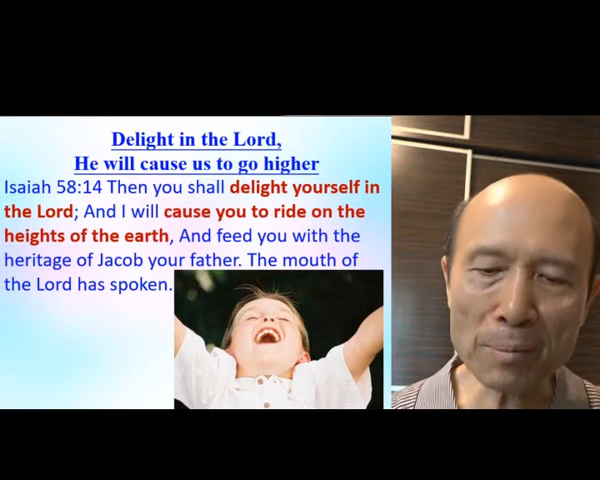 Delight in the Lord,
He will cause us to go higher
Isaiah 58:14 Then you shall delight yourself in
the Lord; And I will cause you to ride on the
heights of the earth, And feed you with the
heritage of Jacob your father. The mouth of
the Lord has spoken.